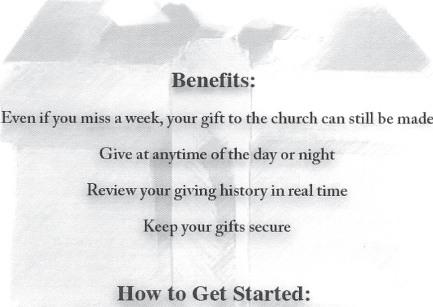 Benefits:
Even if you miss a week, your gift to the church can still be made
Give at anytime of the day or night
Review your giving history in real time
Keep your gifts secure
How to Get Started: